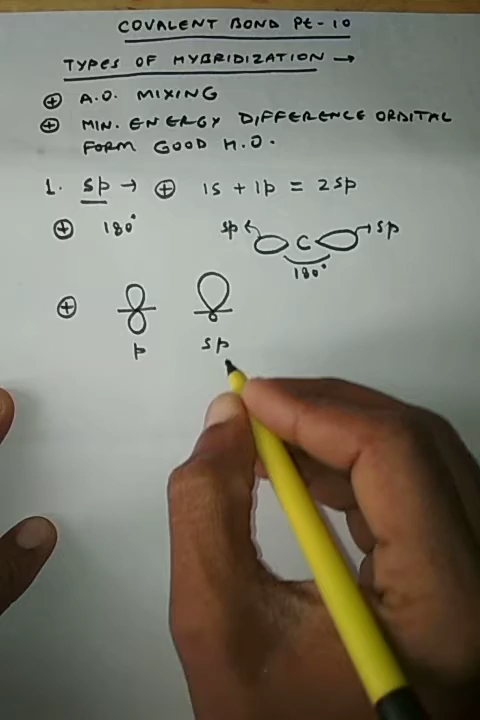 COVALENT BOND Pt-10
TYPES OF HYBRIDIZATION →
⊕ A.O. MIXING
⊕ MIN. ENERGY DIFFERENCE ORBITAL
FORM GOOD H.O.
1. sp → ⊕ 1s + 1p = 2sp
⊕ 180° sp C sp
180°
⊕
p sp